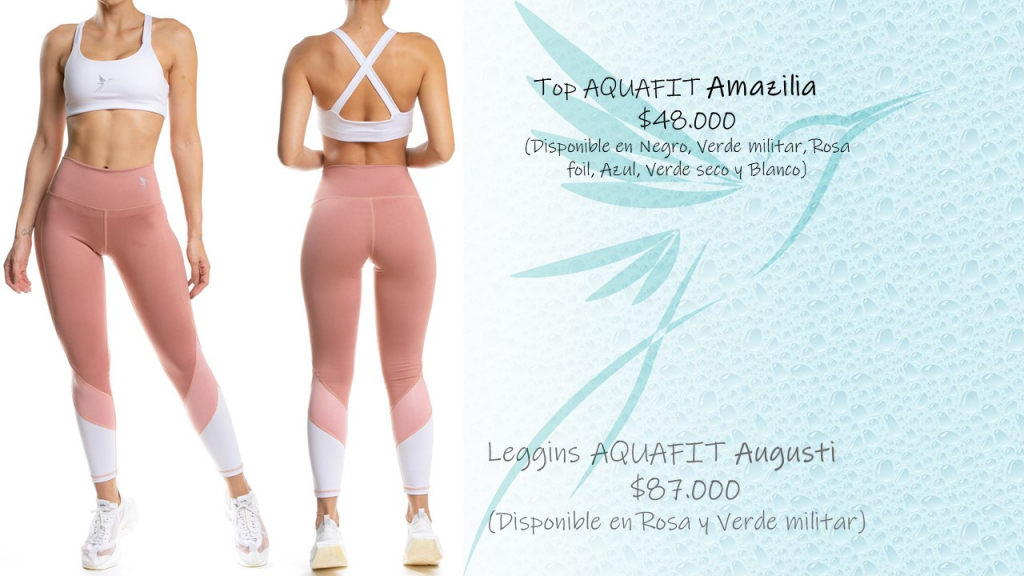 Top AQUAFIT Amazilia
$48.000
(Disponible en Negro, Verde militar, Rosa
foil, Azul, Verde seco y Blanco)
Leggins AQUAFIT Augusti
$87.000
(Disponible en Rosa y Verde militar)